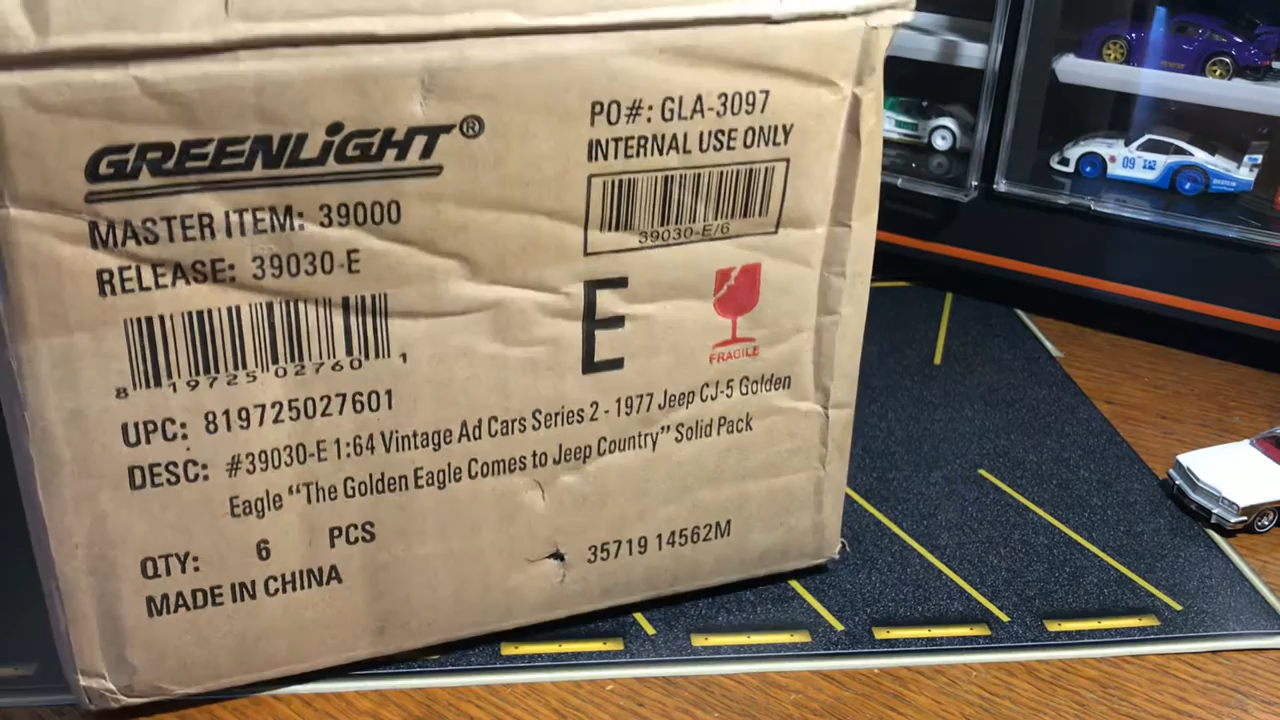 GREENLiGHT®
MASTER ITEM: 39000
RELEASE: 39030-E
8 19725 02760 1
UPC: 819725027601
DESC: #39030-E 1:64 Vintage Ad Cars Series 2 - 1977 Jeep CJ-5 Golden
Eagle “The Golden Eagle Comes to Jeep Country” Solid Pack
QTY: 6 PCS
MADE IN CHINA
PO#: GLA-3097
INTERNAL USE ONLY
39030-E/6
E
FRAGILE
35719 14562M
09